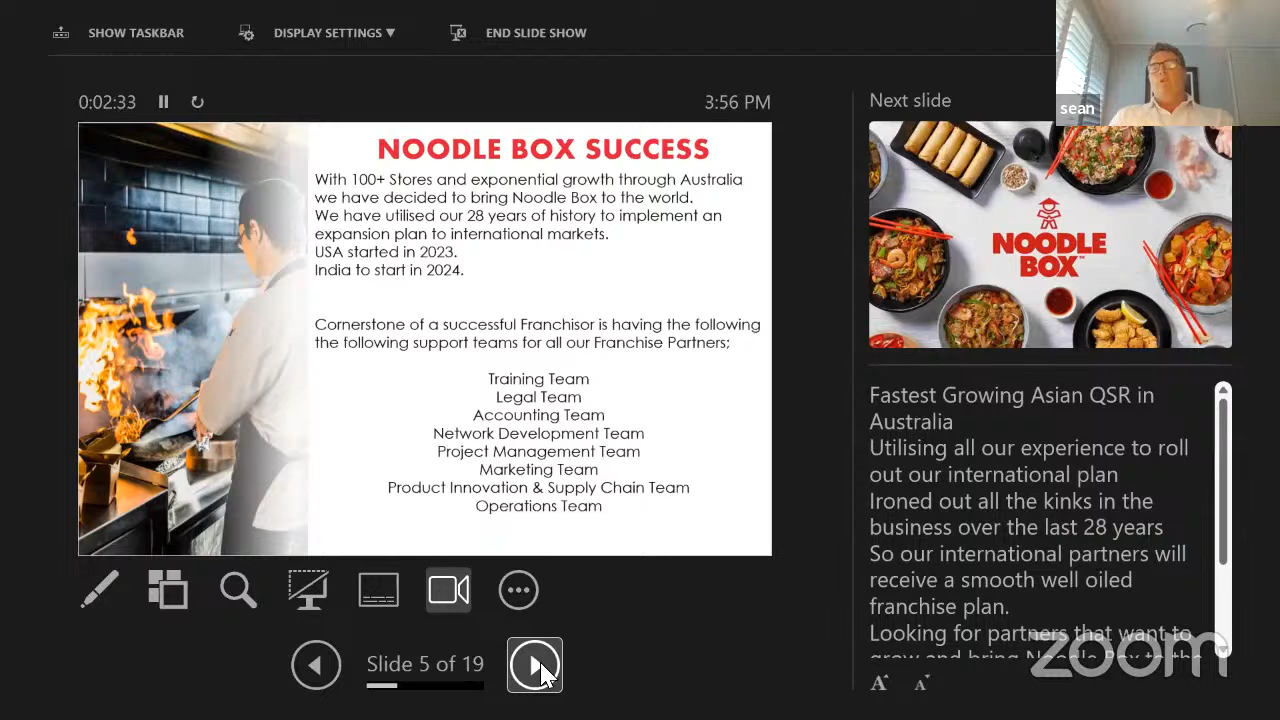 SHOW TASKBAR
DISPLAY SETTINGS ▼
END SLIDE SHOW
sean
0:02:33
3:56 PM
Next slide
NOODLE BOX SUCCESS
With 100+ Stores and exponential growth through Australia
we have decided to bring Noodle Box to the world.
We have utilised our 28 years of history to implement an
expansion plan to international markets.
USA started in 2023.
India to start in 2024.
Cornerstone of a successful Franchisor is having the following
the following support teams for all our Franchise Partners;
Training Team
Legal Team
Accounting Team
Network Development Team
Project Management Team
Marketing Team
Product Innovation & Supply Chain Team
Operations Team
NOODLE
BOX™
Fastest Growing Asian QSR in
Australia
Utilising all our experience to roll
out our international plan
Ironed out all the kinks in the
business over the last 28 years
So our international partners will
receive a smooth well oiled
franchise plan.
Looking for partners that want to
grow and bring Noodle Box to the
Slide 5 of 19
A A
zoom